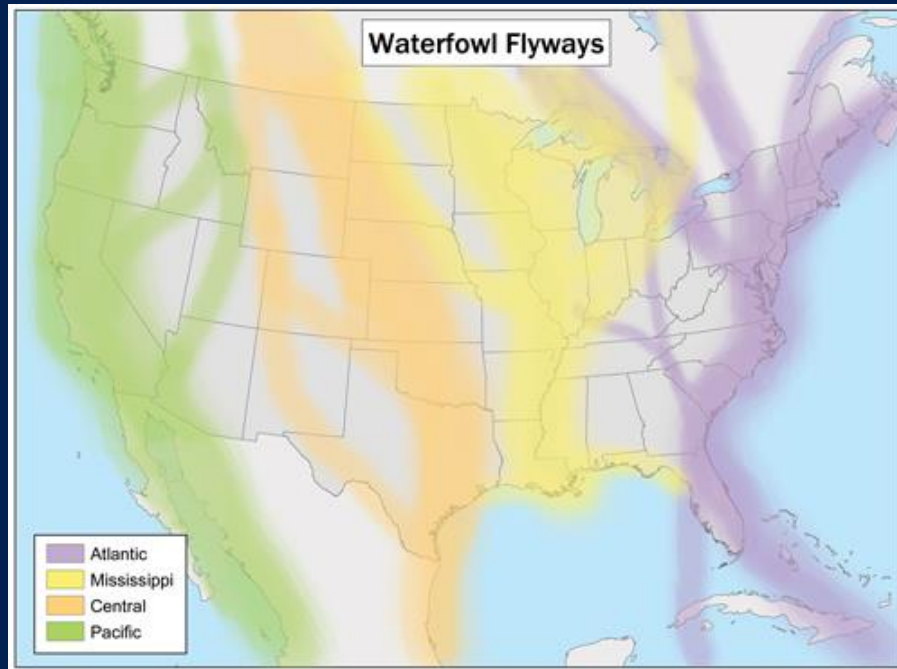 Waterfowl Flyways
Atlantic
Mississippi
Central
Pacific